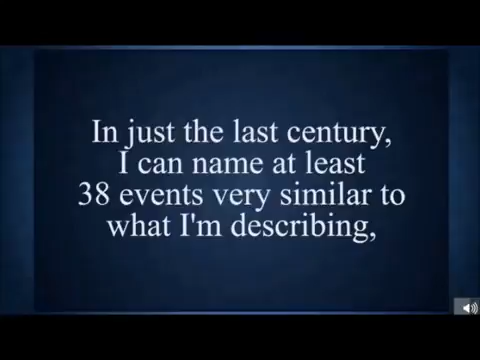 In just the last century,
I can name at least
38 events very similar to
what I'm describing,